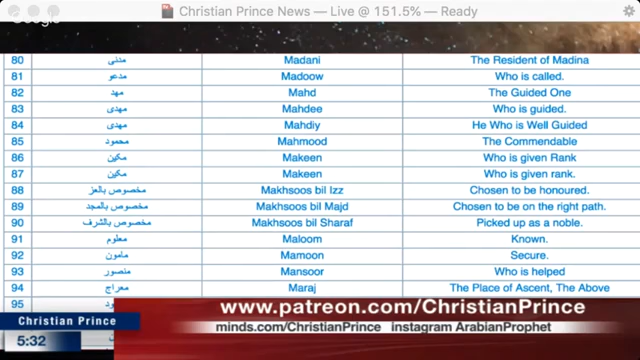 Christian Prince News — Live @ 151.5% — Ready
Google
80 مدنى Madani The Resident of Madina
81 مدعو Madoow Who is called.
82 مهد Mahd The Guided One
83 مهدى Mahdee Who is guided.
84 مهدى Mahdiy He Who is Well Guided
85 محمود Mahmood The Commendable
86 مكين Makeen Who is given Rank
87 مكين Makeen Who is given rank.
88 مخصوص بالعز Makhsoos bil Izz Chosen to be honoured.
89 مخصوص بالمجد Makhsoos bil Majd Chosen to be on the right path.
90 مخصوص بالشرف Makhsoos bil Sharaf Picked up as a noble.
91 معلوم Maloom Known.
92 مامون Mamoon Secure.
93 منصور Mansoor Who is helped
94 معراج Maraj The Place of Ascent, The Above
95
www.patreon.com/ChristianPrince
Christian Prince
minds.com/ChristianPrince instagram ArabianProphet
5:32